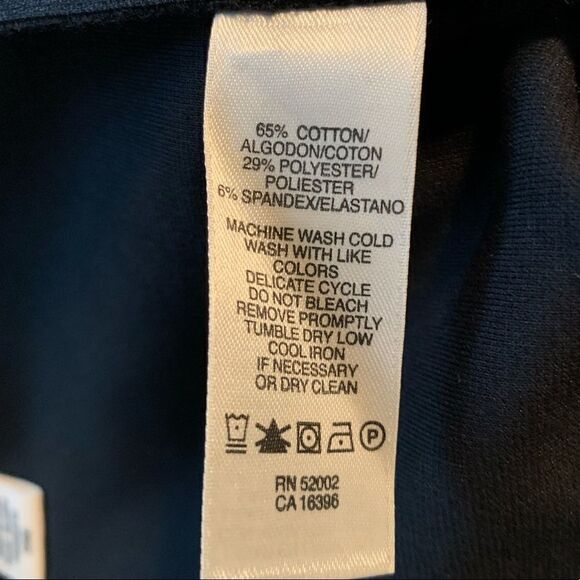 65% COTTON/
ALGODON/COTON
29% POLYESTER/
POLIESTER
6% SPANDEX/ELASTANO
MACHINE WASH COLD
WASH WITH LIKE
COLORS
DELICATE CYCLE
DO NOT BLEACH
REMOVE PROMPTLY
TUMBLE DRY LOW
COOL IRON
IF NECESSARY
OR DRY CLEAN
P
RN 52002
CA 16396